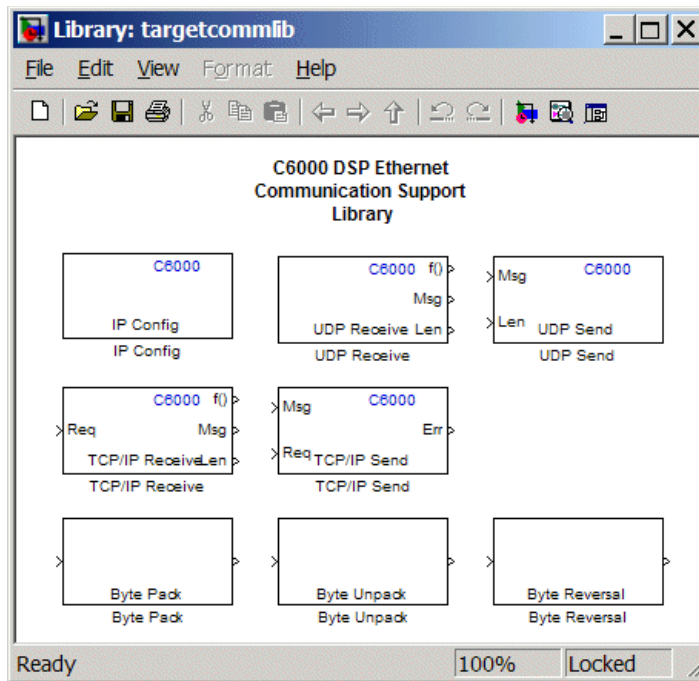 Library: targetcommlib
File Edit View Format Help
C6000 DSP Ethernet
Communication Support
Library
C6000
IP Config
IP Config
C6000 f()
Msg
UDP Receive Len
UDP Receive
Msg C6000
Len UDP Send
UDP Send
C6000 f()
Req Msg
TCP/IP Receive Len
TCP/IP Receive
Msg C6000
Err
Req TCP/IP Send
TCP/IP Send
Byte Pack
Byte Pack
Byte Unpack
Byte Unpack
Byte Reversal
Byte Reversal
Ready 100% Locked